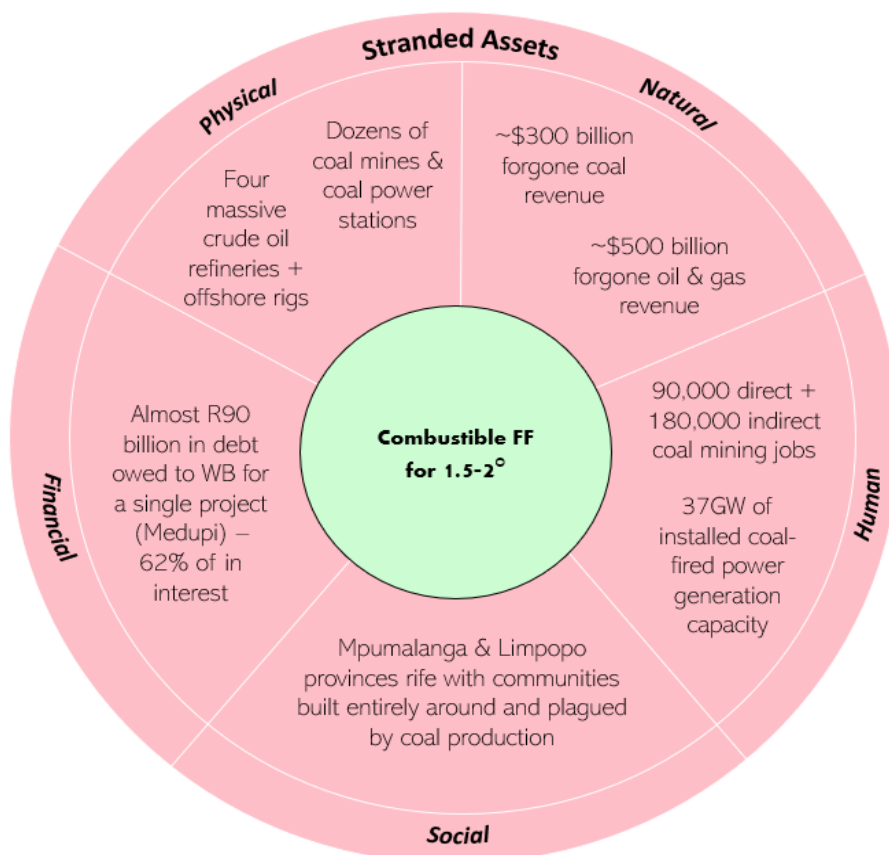 Stranded Assets
Physical
Dozens of
coal mines &
coal power
stations
Four
massive
crude oil
refineries +
offshore rigs
Natural
~$300 billion
forgone coal
revenue
~$500 billion
forgone oil & gas
revenue
Human
90,000 direct +
180,000 indirect
coal mining jobs
37GW of
installed coal-
fired power
generation
capacity
Social
Mpumalanga & Limpopo
provinces rife with communities
built entirely around and plagued
by coal production
Financial
Almost R90
billion in debt
owed to WB for
a single project
(Medupi) –
62% of in
interest
Combustible FF
for 1.5-2°